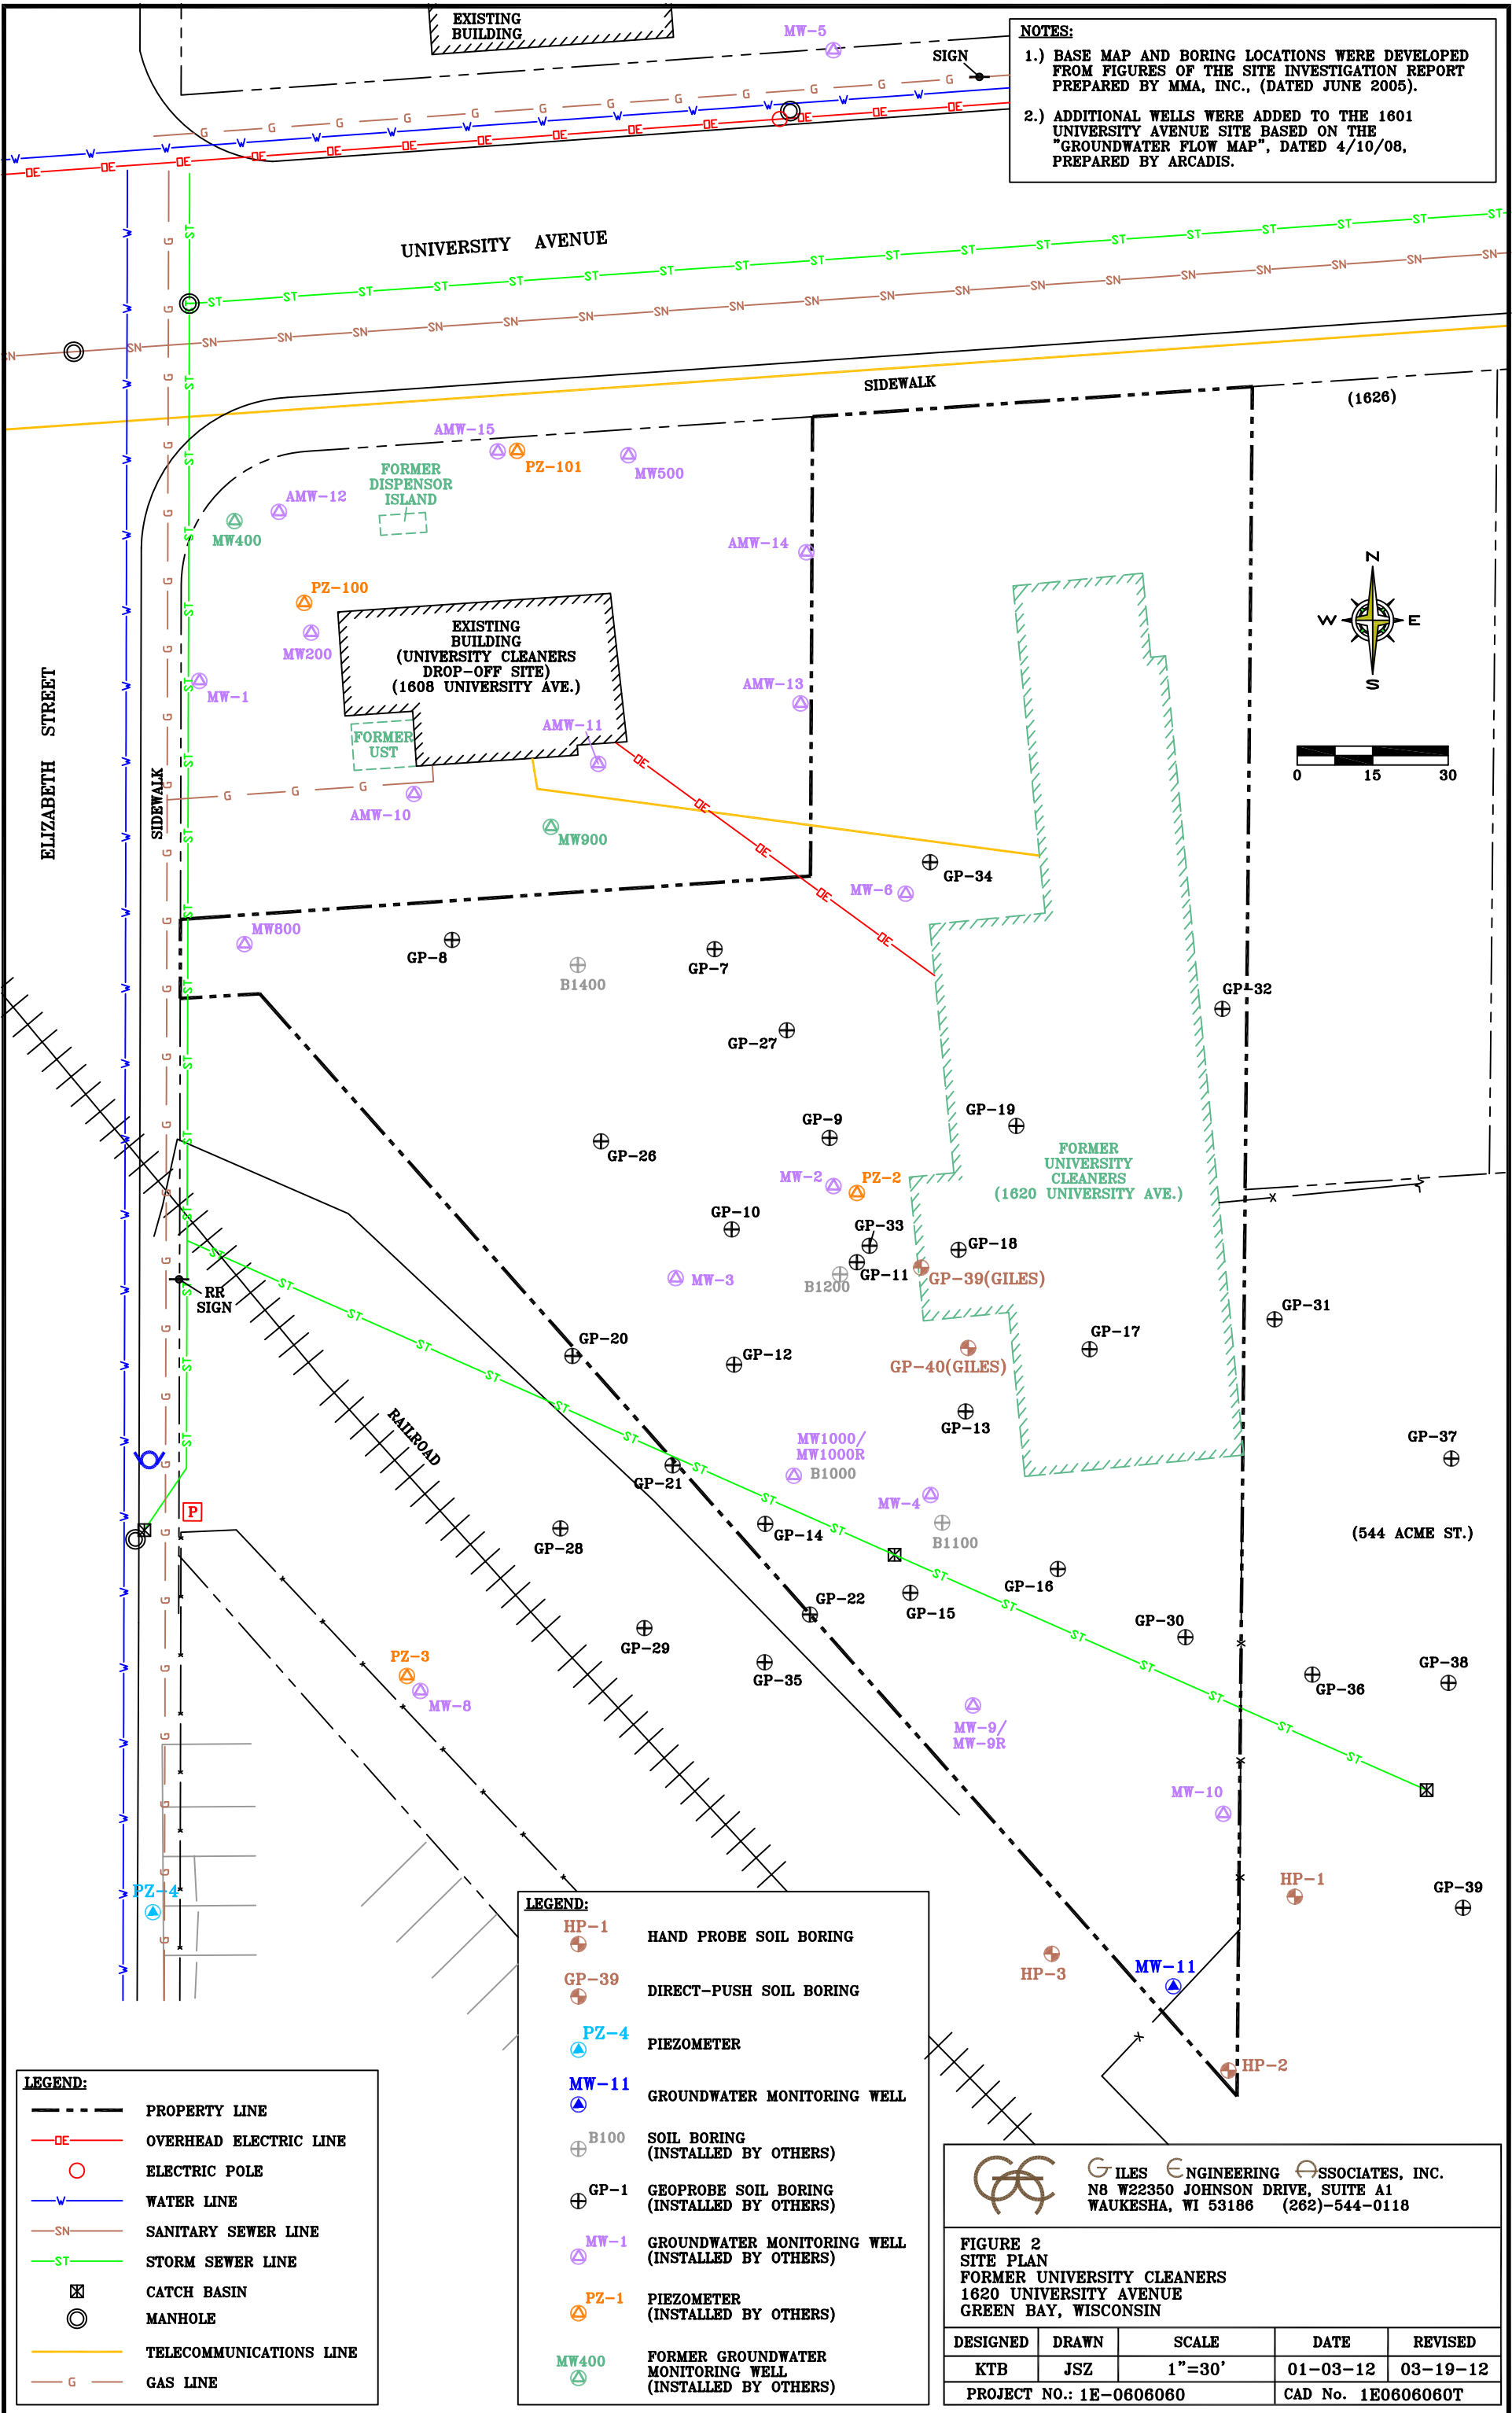 EXISTING
BUILDING
MW-5
SIGN
NOTES:
1.) BASE MAP AND BORING LOCATIONS WERE DEVELOPED
FROM FIGURES OF THE SITE INVESTIGATION REPORT
PREPARED BY MMA, INC., (DATED JUNE 2005).
2.) ADDITIONAL WELLS WERE ADDED TO THE 1601
UNIVERSITY AVENUE SITE BASED ON THE
"GROUNDWATER FLOW MAP", DATED 4/10/08,
PREPARED BY ARCADIS.
UNIVERSITY AVENUE
SIDEWALK
(1626)
AMW-15
PZ-101
MW500
FORMER
DISPENSOR
ISLAND
AMW-12
MW400
AMW-14
PZ-100
MW200
MW-1
EXISTING
BUILDING
(UNIVERSITY CLEANERS
DROP-OFF SITE)
(1608 UNIVERSITY AVE.)
N
W
E
S
0 15 30
ELIZABETH STREET
SIDEWALK
AMW-13
AMW-11
FORMER
UST
AMW-10
MW900
GP-34
MW-6
MW800
GP-8
GP-7
B1400
GP-32
GP-27
GP-19
GP-9
GP-26
MW-2
PZ-2
FORMER
UNIVERSITY
CLEANERS
(1620 UNIVERSITY AVE.)
GP-10
GP-33
GP-18
GP-11
MW-3
B1200
GP-39(GILES)
RR
SIGN
GP-31
GP-20
GP-12
GP-17
GP-40(GILES)
RAILROAD
GP-13
MW1000/
MW1000R
B1000
GP-37
GP-21
MW-4
P
GP-14
B1100
GP-28
(544 ACME ST.)
GP-16
GP-22
GP-15
GP-30
GP-29
GP-35
PZ-3
MW-8
GP-36
GP-38
MW-9/
MW-9R
MW-10
PZ-4
HP-1
GP-39
HP-3
MW-11
HP-2
LEGEND:
HP-1 HAND PROBE SOIL BORING
GP-39 DIRECT-PUSH SOIL BORING
PZ-4 PIEZOMETER
MW-11 GROUNDWATER MONITORING WELL
B100 SOIL BORING
(INSTALLED BY OTHERS)
GP-1 GEOPROBE SOIL BORING
(INSTALLED BY OTHERS)
MW-1 GROUNDWATER MONITORING WELL
(INSTALLED BY OTHERS)
PZ-1 PIEZOMETER
(INSTALLED BY OTHERS)
MW400 FORMER GROUNDWATER
MONITORING WELL
(INSTALLED BY OTHERS)
LEGEND:
PROPERTY LINE
OE OVERHEAD ELECTRIC LINE
ELECTRIC POLE
W WATER LINE
SN SANITARY SEWER LINE
ST STORM SEWER LINE
CATCH BASIN
MANHOLE
TELECOMMUNICATIONS LINE
G GAS LINE
GILES ENGINEERING ASSOCIATES, INC.
N8 W22350 JOHNSON DRIVE, SUITE A1
WAUKESHA, WI 53186 (262)-544-0118
FIGURE 2
SITE PLAN
FORMER UNIVERSITY CLEANERS
1620 UNIVERSITY AVENUE
GREEN BAY, WISCONSIN
DESIGNED DRAWN SCALE DATE REVISED
KTB JSZ 1"=30' 01-03-12 03-19-12
PROJECT NO.: 1E-0606060 CAD No. 1E0606060T